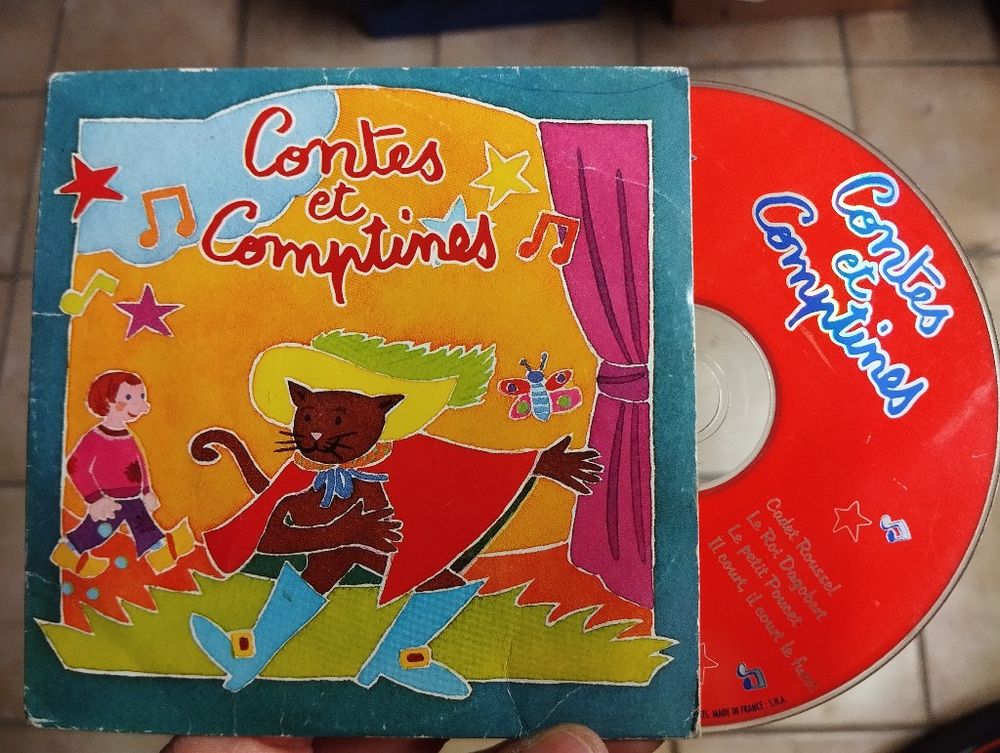 Contes
et
Comptines
Contes
et
Comptines
Cadet Roussel
Le Roi Dagobert
Le petit Poucet
Il court, il court le furet
MADE IN FRANCE : S.N.A.